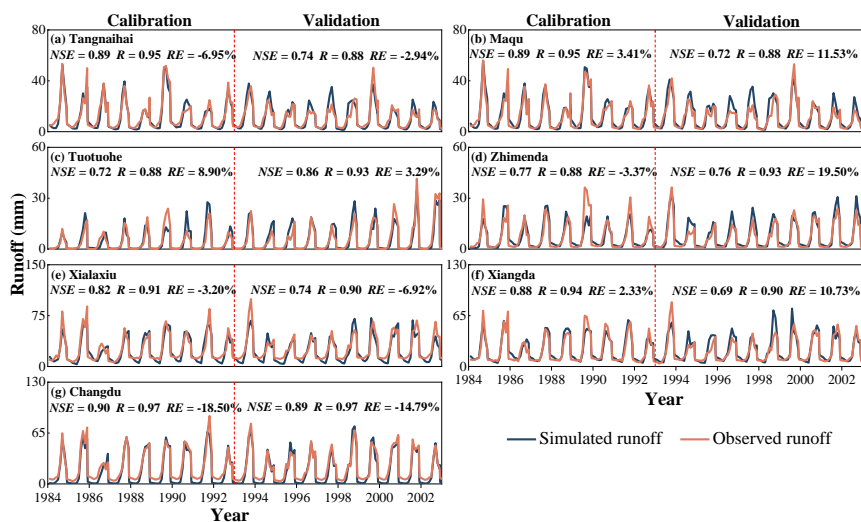 Calibration Validation
Calibration Validation
(a) Tangnaihai
NSE = 0.89 R = 0.95 RE = -6.95%
NSE = 0.74 R = 0.88 RE = -2.94%
80
40
0
(b) Maqu
NSE = 0.89 R = 0.95 RE = 3.41%
NSE = 0.72 R = 0.88 RE = 11.53%
80
40
0
(c) Tuotuohe
NSE = 0.72 R = 0.88 RE = 8.90%
NSE = 0.86 R = 0.93 RE = 3.29%
60
30
0
(d) Zhimenda
NSE = 0.77 R = 0.88 RE = -3.37%
NSE = 0.76 R = 0.93 RE = 19.50%
60
30
0
Runoff (mm)
(e) Xialaxiu
NSE = 0.82 R = 0.91 RE = -3.20%
NSE = 0.74 R = 0.90 RE = -6.92%
150
75
0
(f) Xiangda
NSE = 0.88 R = 0.94 RE = 2.33%
NSE = 0.69 R = 0.90 RE = 10.73%
130
65
0
1984 1986 1988 1990 1992 1994 1996 1998 2000 2002
Year
(g) Changdu
NSE = 0.90 R = 0.97 RE = -18.50%
NSE = 0.89 R = 0.97 RE = -14.79%
130
65
0
1984 1986 1988 1990 1992 1994 1996 1998 2000 2002
Year
Simulated runoff Observed runoff